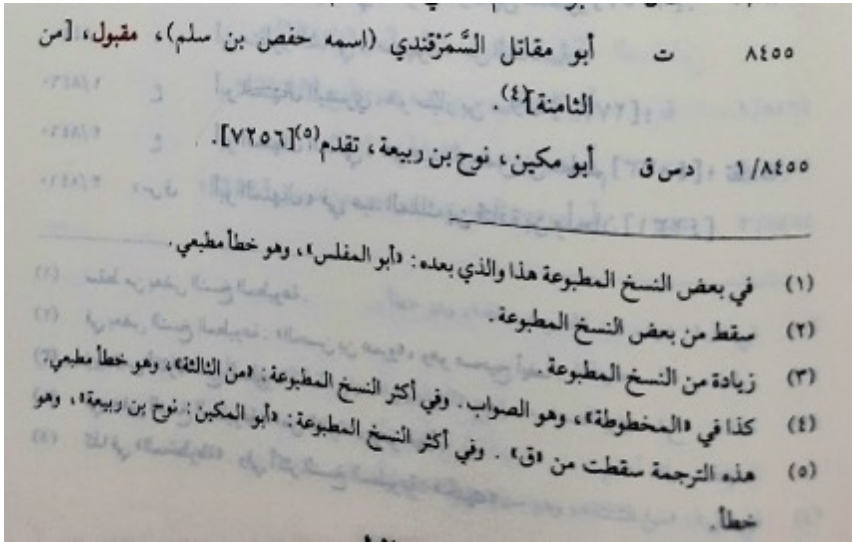 ٨٤٥٥ ت أبو مقاتل السَّمَرْقندي (اسمه حفص بن سلم)، مقبول، [من
الثامنة](٤).
١/٨٤٥٥ دس ق أبو مكين، نوح بن ربيعة، تقدم(٥)[٧٢٥٦].
(١) في بعض النسخ المطبوعة هذا والذي بعده: «أبو المفلس»، وهو خطأ مطبعي.
(٢) سقط من بعض النسخ المطبوعة.
(٣) زيادة من النسخ المطبوعة.
(٤) كذا في «المخطوطة»، وهو الصواب. وفي أكثر النسخ المطبوعة: «من الثالثة»، وهو خطأ مطبعي.
(٥) هذه الترجمة سقطت من «ق». وفي أكثر النسخ المطبوعة: «أبو المكين: نوح بن ربيعة»، وهو
خطأ.